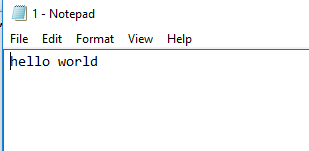 1 - Notepad
File Edit Format View Help
hello world